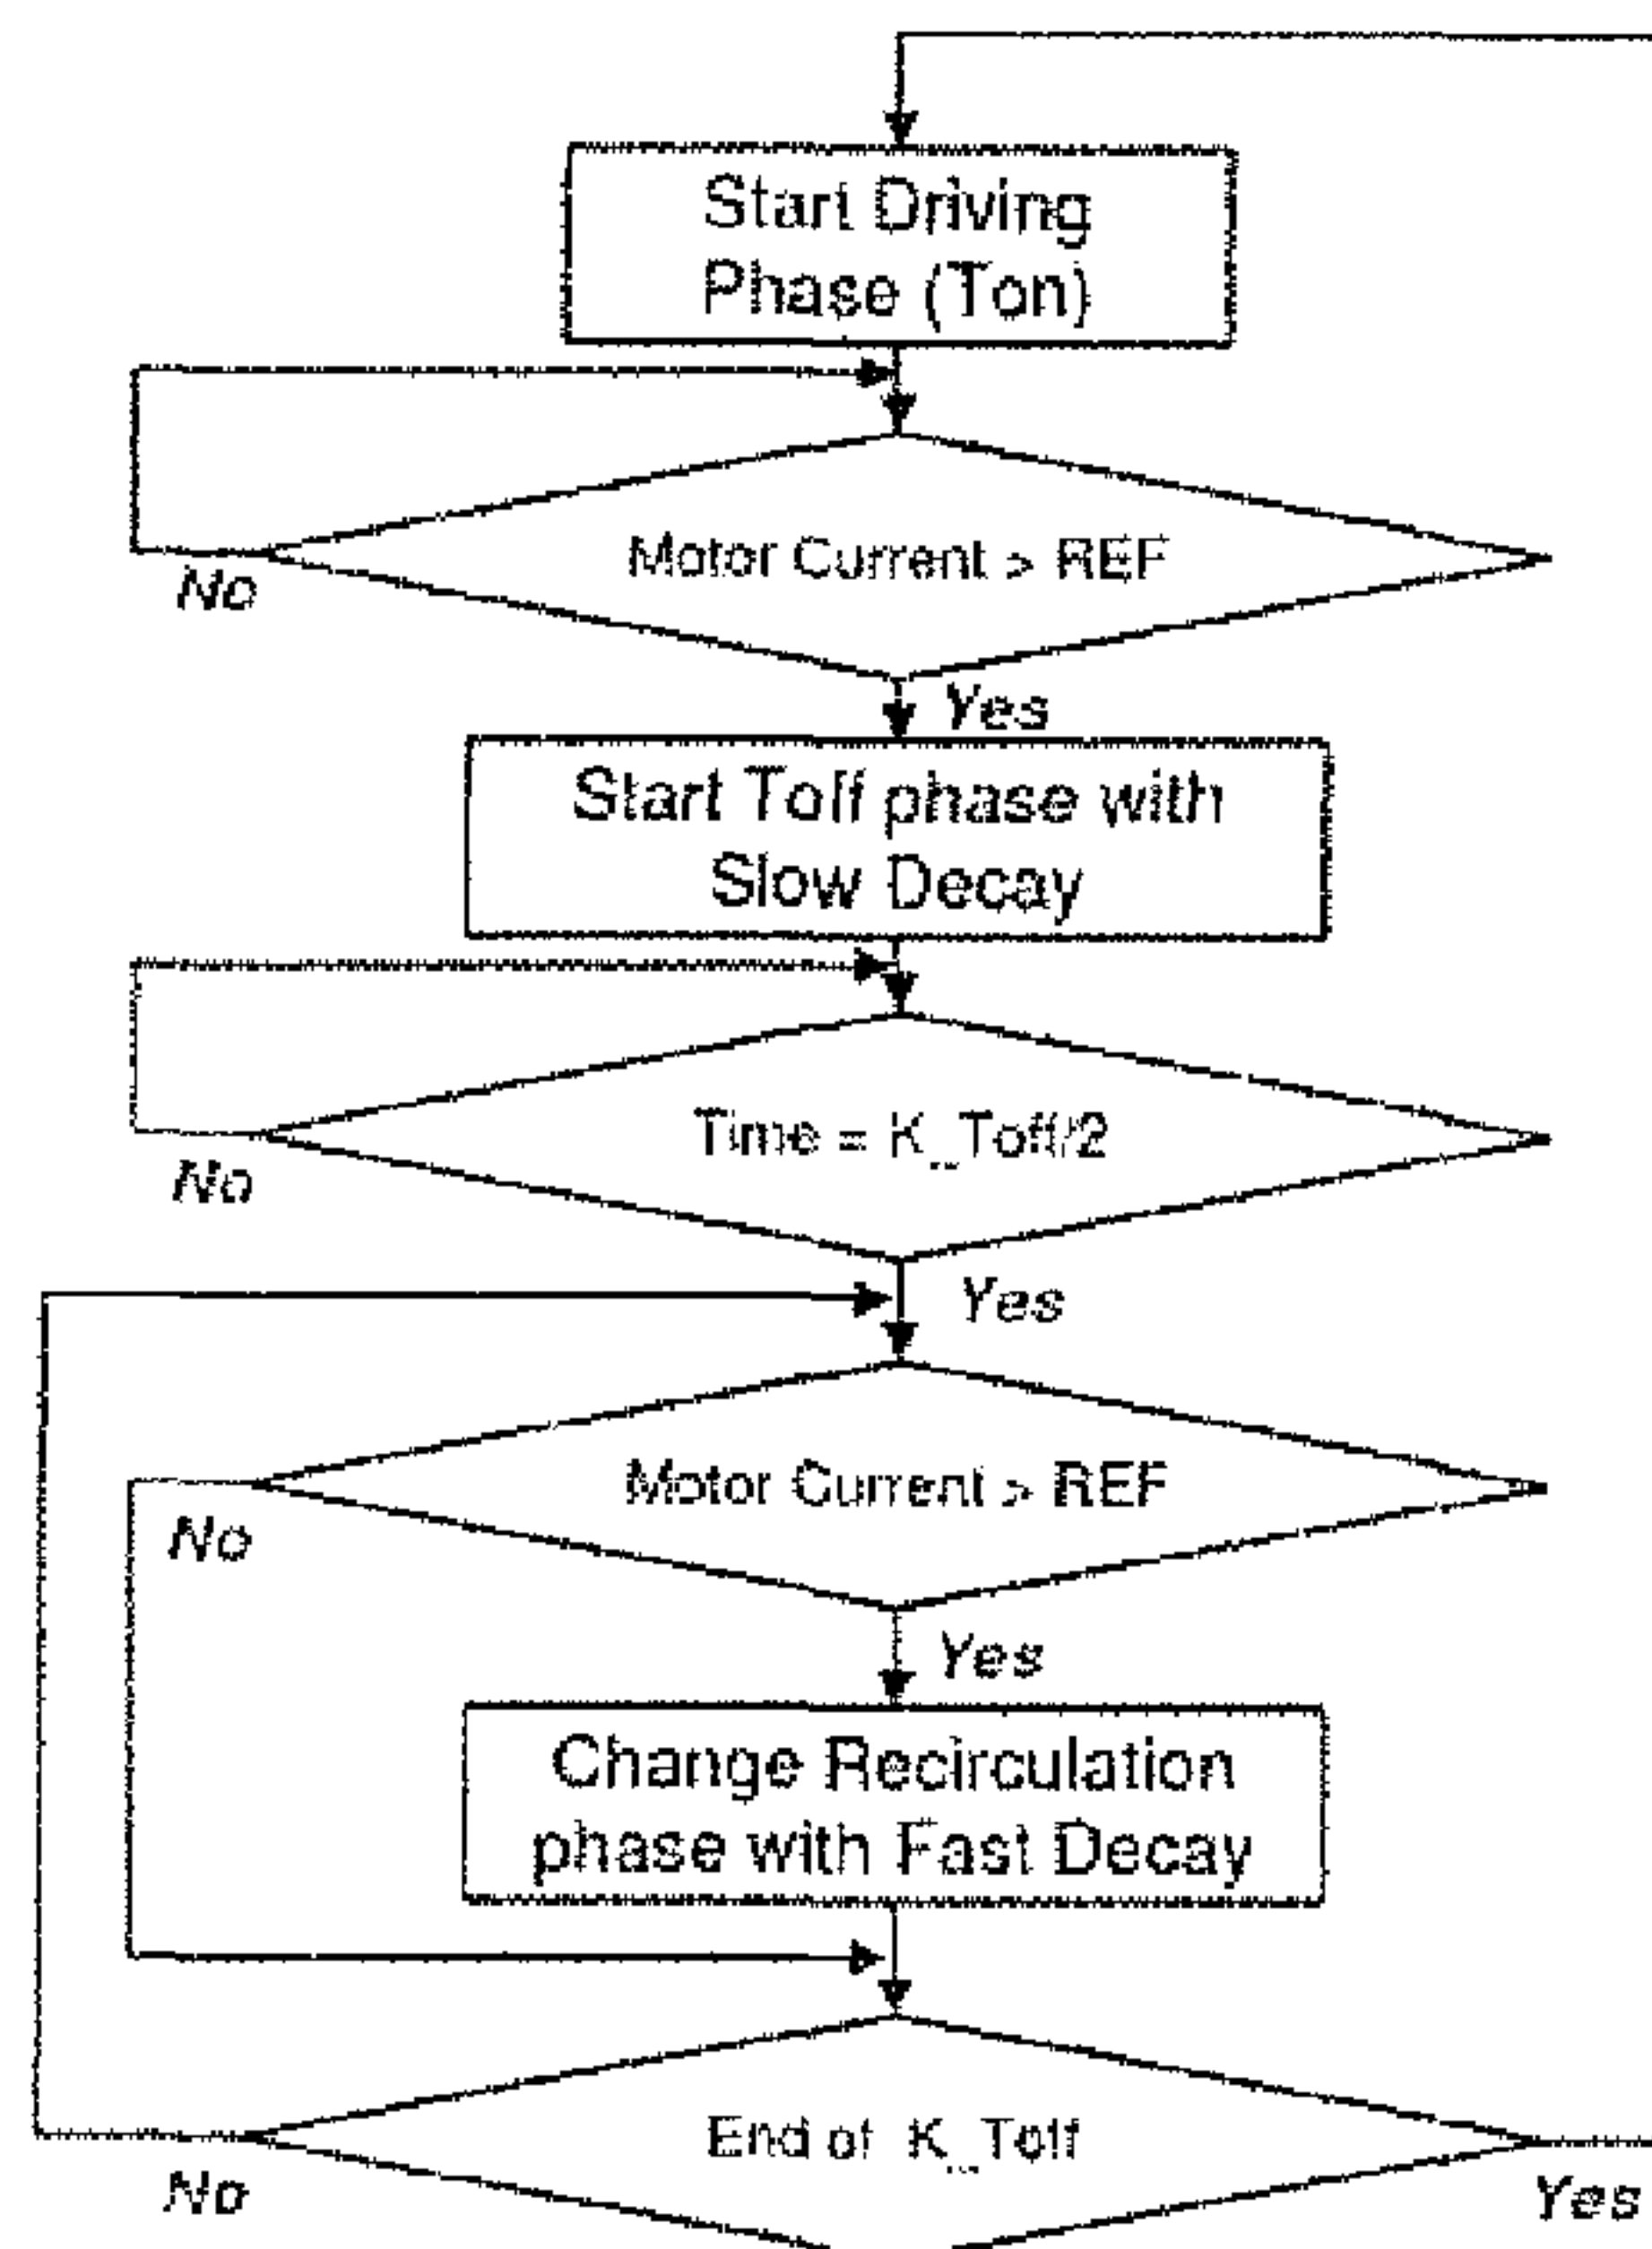 Start Driving
Phase (Ton)
Motor Current > REF
No
Yes
Start Toff phase with
Slow Decay
Time = K_Toff/2
No
Yes
Motor Current > REF
No
Yes
Change Recirculation
phase with Fast Decay
End of K_Toff
No
Yes